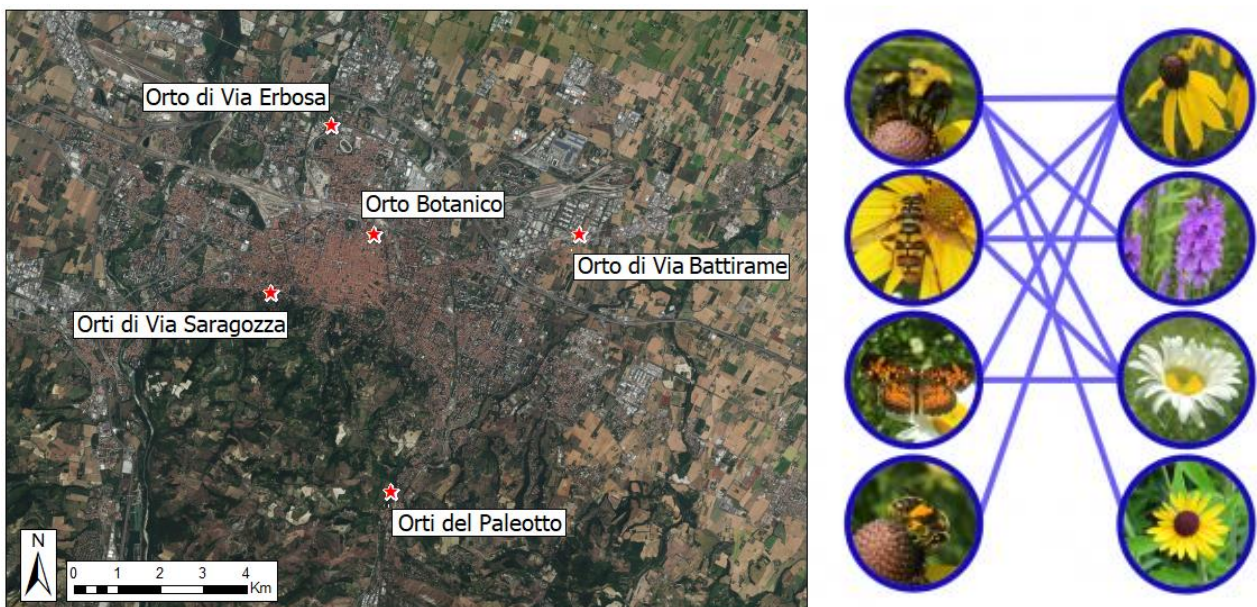 Orto di Via Erbosa
Orto Botanico
Orto di Via Battirame
Orti di Via Saragozza
Orti del Paleotto
N
0 1 2 3 4
Km